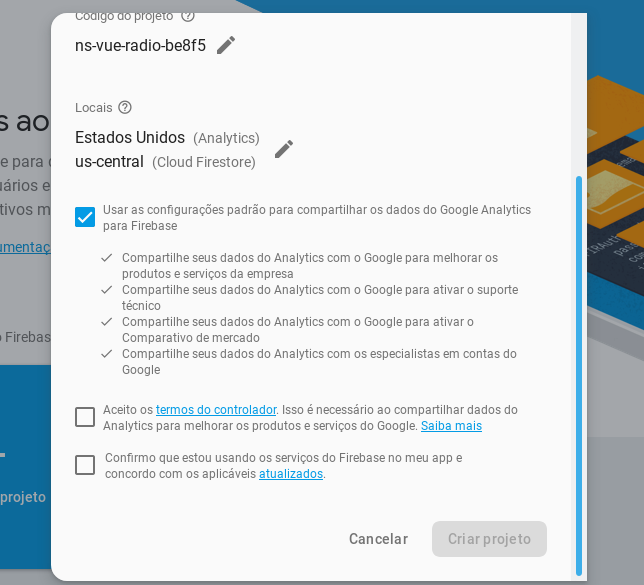 Código do projeto
ns-vue-radio-be8f5
Locais
s ao
Estados Unidos (Analytics)
us-central (Cloud Firestore)
e para
uários e
tivos m
Usar as configurações padrão para compartilhar os dados do Google Analytics
para Firebase
umentaç
Compartilhe seus dados do Analytics com o Google para melhorar os
produtos e serviços da empresa
Compartilhe seus dados do Analytics com o Google para ativar o suporte
técnico
Compartilhe seus dados do Analytics com o Google para ativar o
Comparativo de mercado
Compartilhe seus dados do Analytics com os especialistas em contas do
Google
o Firebas
Aceito os termos do controlador. Isso é necessário ao compartilhar dados do
Analytics para melhorar os produtos e serviços do Google. Saiba mais
Confirmo que estou usando os serviços do Firebase no meu app e
concordo com os aplicáveis atualizados.
projeto
Cancelar
Criar projeto